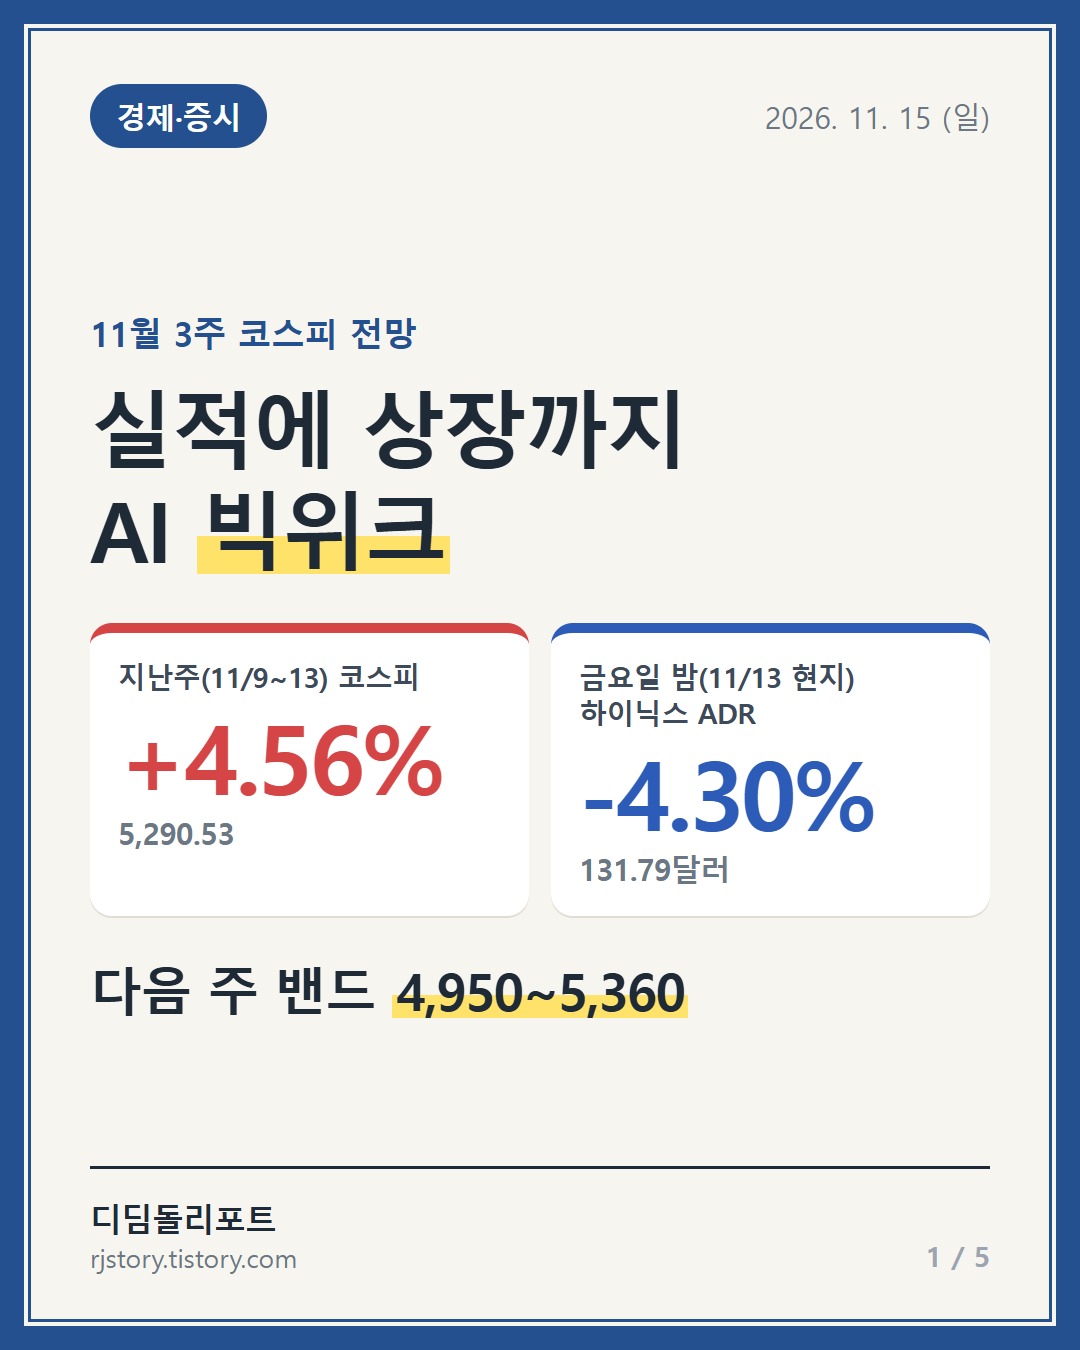 경제·증시
2026. 11. 15 (일)
11월 3주 코스피 전망
실적에 상장까지
AI 빅위크
지난주(11/9~13) 코스피
+4.56%
5,290.53
금요일 밤(11/13 현지)
하이닉스 ADR
-4.30%
131.79달러
다음 주 밴드 4,950~5,360
디딤돌리포트
rjstory.tistory.com
1 / 5